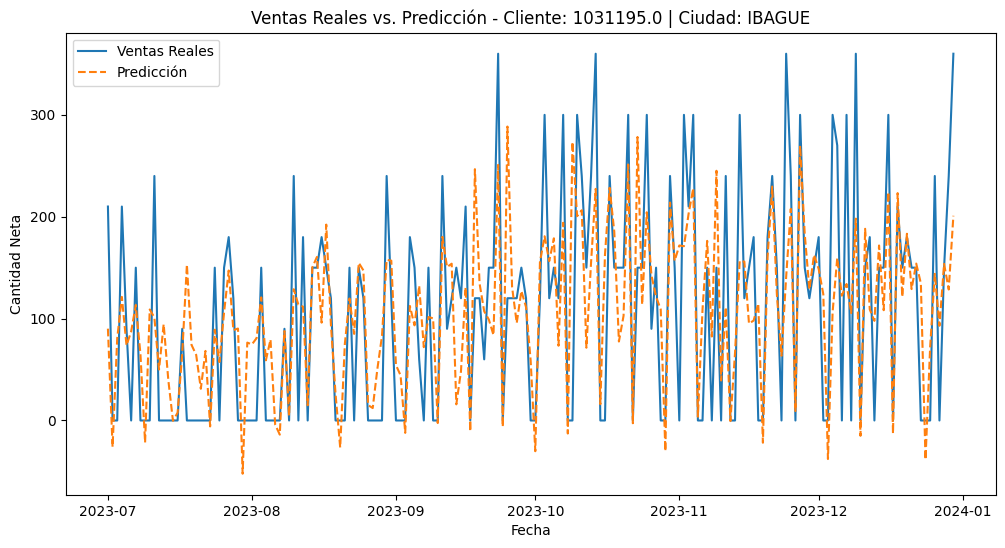 Ventas Reales vs. Predicción - Cliente: 1031195.0 | Ciudad: IBAGUE
Ventas Reales
Predicción
Cantidad Neta
300
200
100
0
2023-07
2023-08
2023-09
2023-10
2023-11
2023-12
2024-01
Fecha